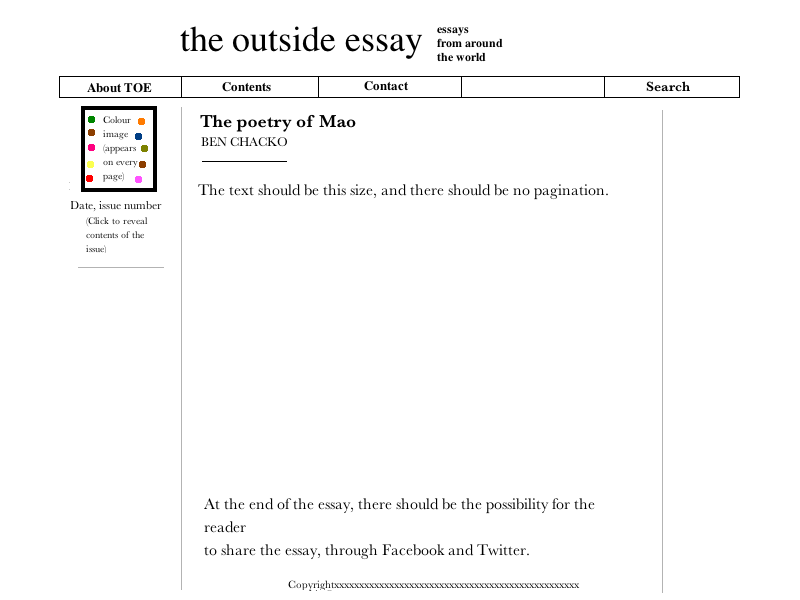 the outside essay
essays
from around
the world
About TOE
Contents
Contact
Search
Colour
image
(appears
on every
page)
Date, issue number
(Click to reveal
contents of the
issue)
The poetry of Mao
BEN CHACKO
The text should be this size, and there should be no pagination.
At the end of the essay, there should be the possibility for the
reader
to share the essay, through Facebook and Twitter.
Copyrightxxxxxxxxxxxxxxxxxxxxxxxxxxxxxxxxxxxxxxxxxxxxxxxxx